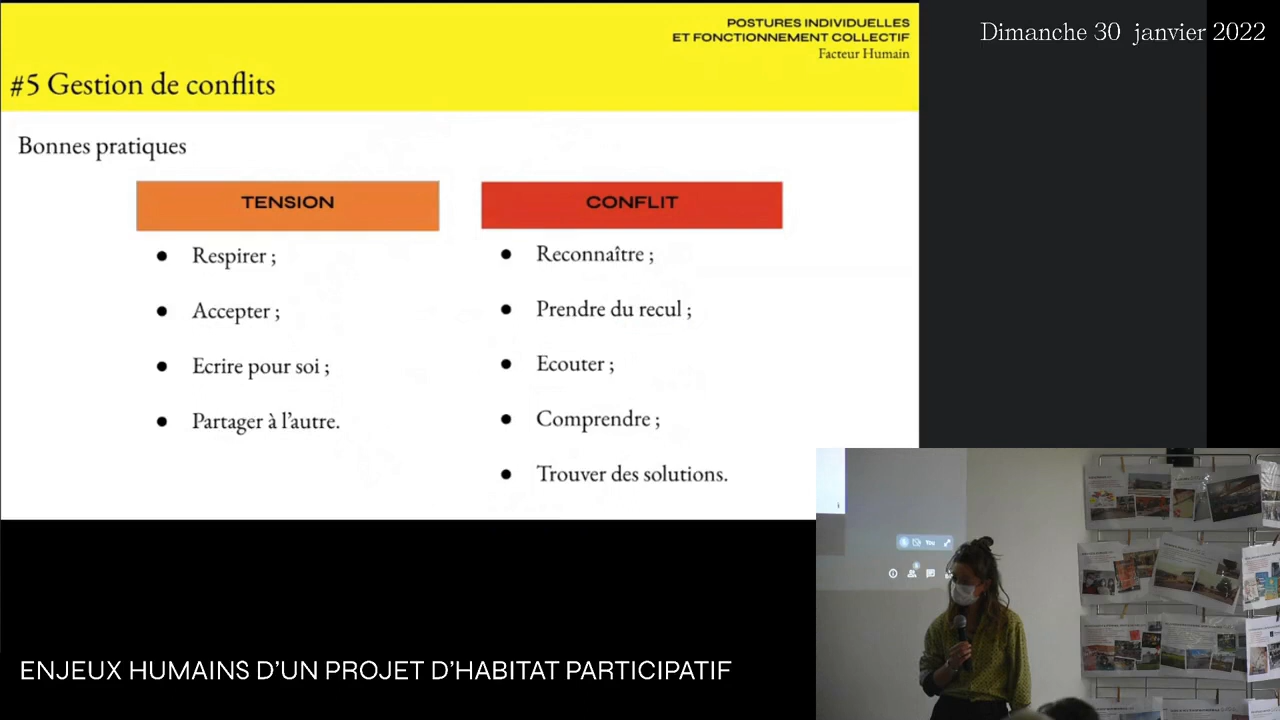 POSTURES INDIVIDUELLES
ET FONCTIONNEMENT COLLECTIF
Facteur Humain
Dimanche 30 janvier 2022
#5 Gestion de conflits
Bonnes pratiques
TENSION
Respirer ;
Accepter ;
Ecrire pour soi ;
Partager à l’autre.
CONFLIT
Reconnaître ;
Prendre du recul ;
Ecouter ;
Comprendre ;
Trouver des solutions.
You
ENJEUX HUMAINS D’UN PROJET D’HABITAT PARTICIPATIF